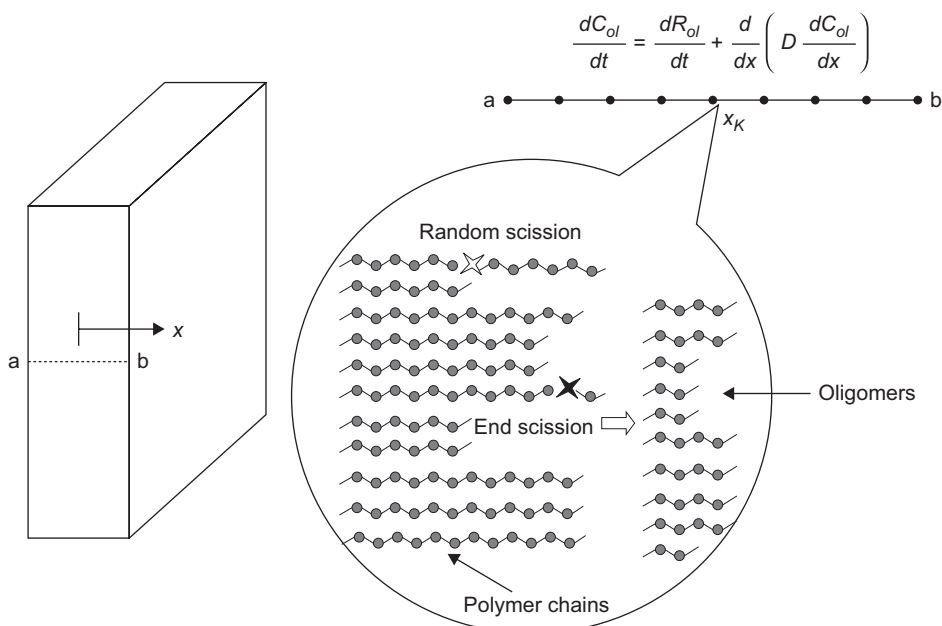 dC_ol/dt = dR_ol/dt + d/dx ( D dC_ol/dx )
a b
x_K
Random scission
x
a b
Oligomers
End scission
Polymer chains